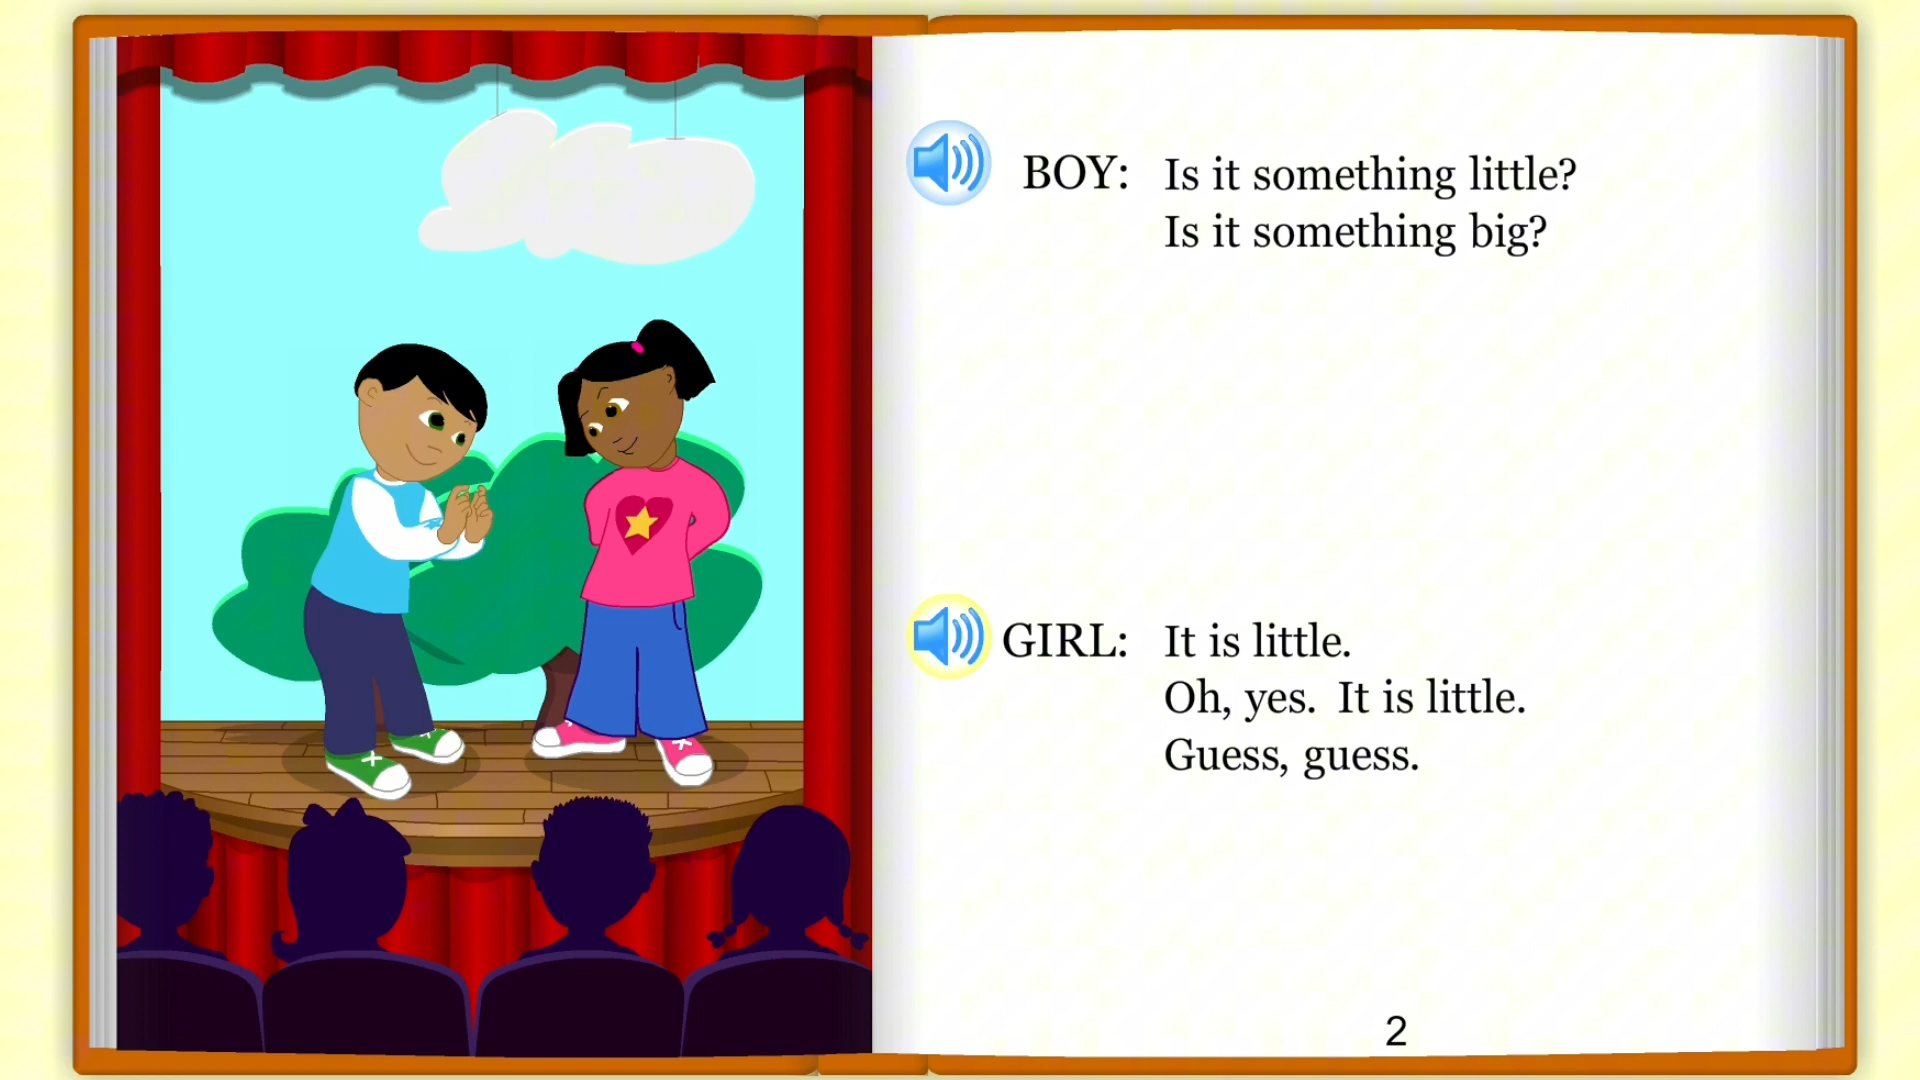 BOY: Is it something little?
Is it something big?
GIRL: It is little.
Oh, yes. It is little.
Guess, guess.
2